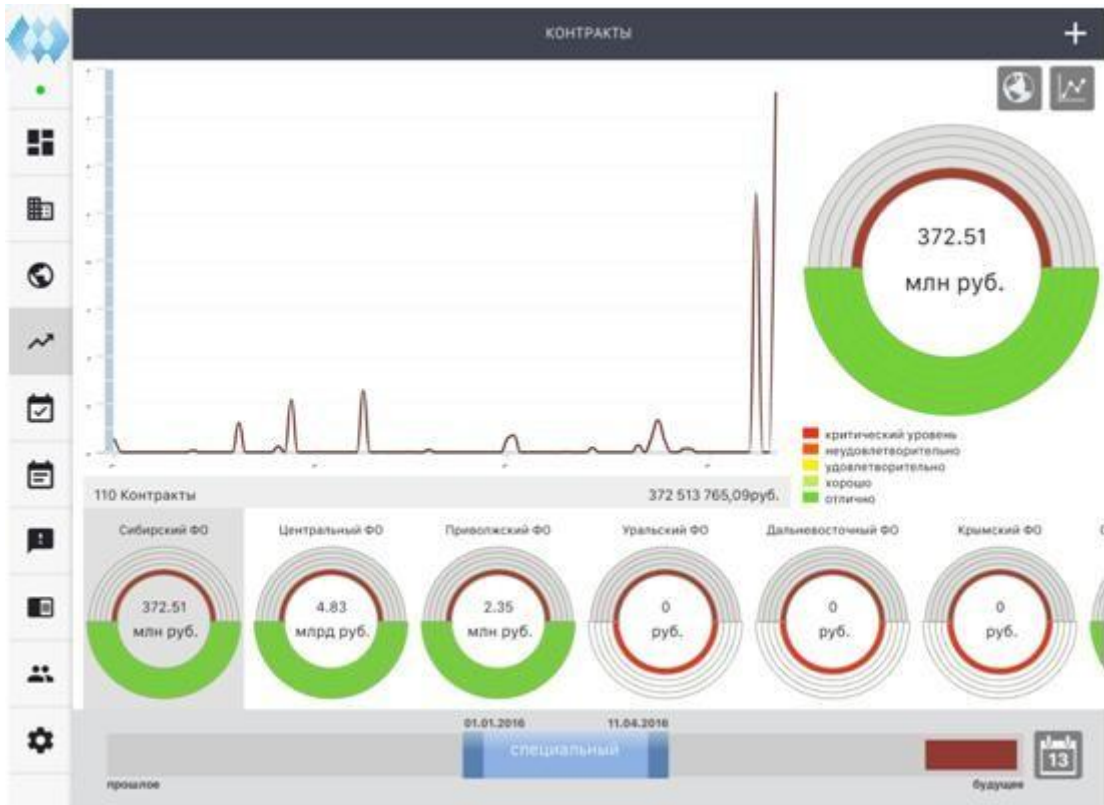 КОНТРАКТЫ
372.51
млн руб.
критический уровень
неудовлетворительно
удовлетворительно
хорошо
отлично
110 Контракты 372 513 765,09руб.
Сибирский ФО Центральный ФО Приволжский ФО Уральский ФО Дальневосточный ФО Крымский ФО
372.51 4.83 2.35 0 0 0
млн руб. млрд руб. млн руб. руб. руб. руб.
01.01.2016 11.04.2016
специальный
13
прошлое будущее